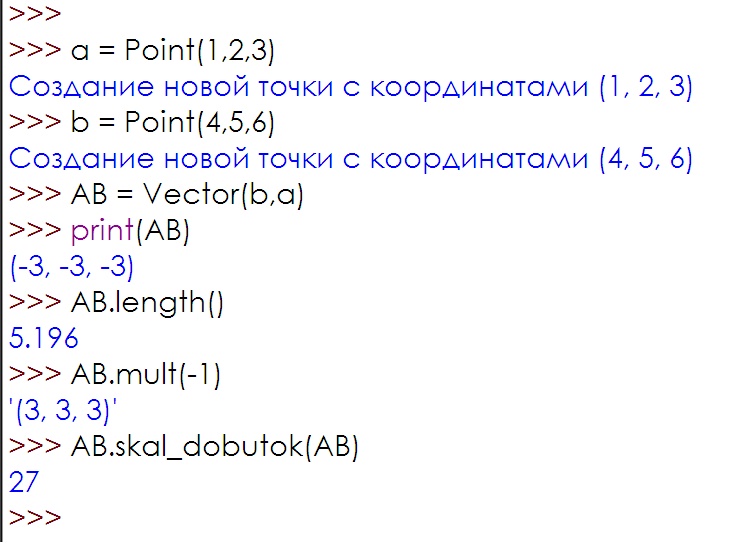 >>>
>>> a = Point(1,2,3)
Создание новой точки с координатами (1, 2, 3)
>>> b = Point(4,5,6)
Создание новой точки с координатами (4, 5, 6)
>>> AB = Vector(b,a)
>>> print(AB)
(-3, -3, -3)
>>> AB.length()
5.196
>>> AB.mult(-1)
'(3, 3, 3)'
>>> AB.skal_dobutok(AB)
27
>>>